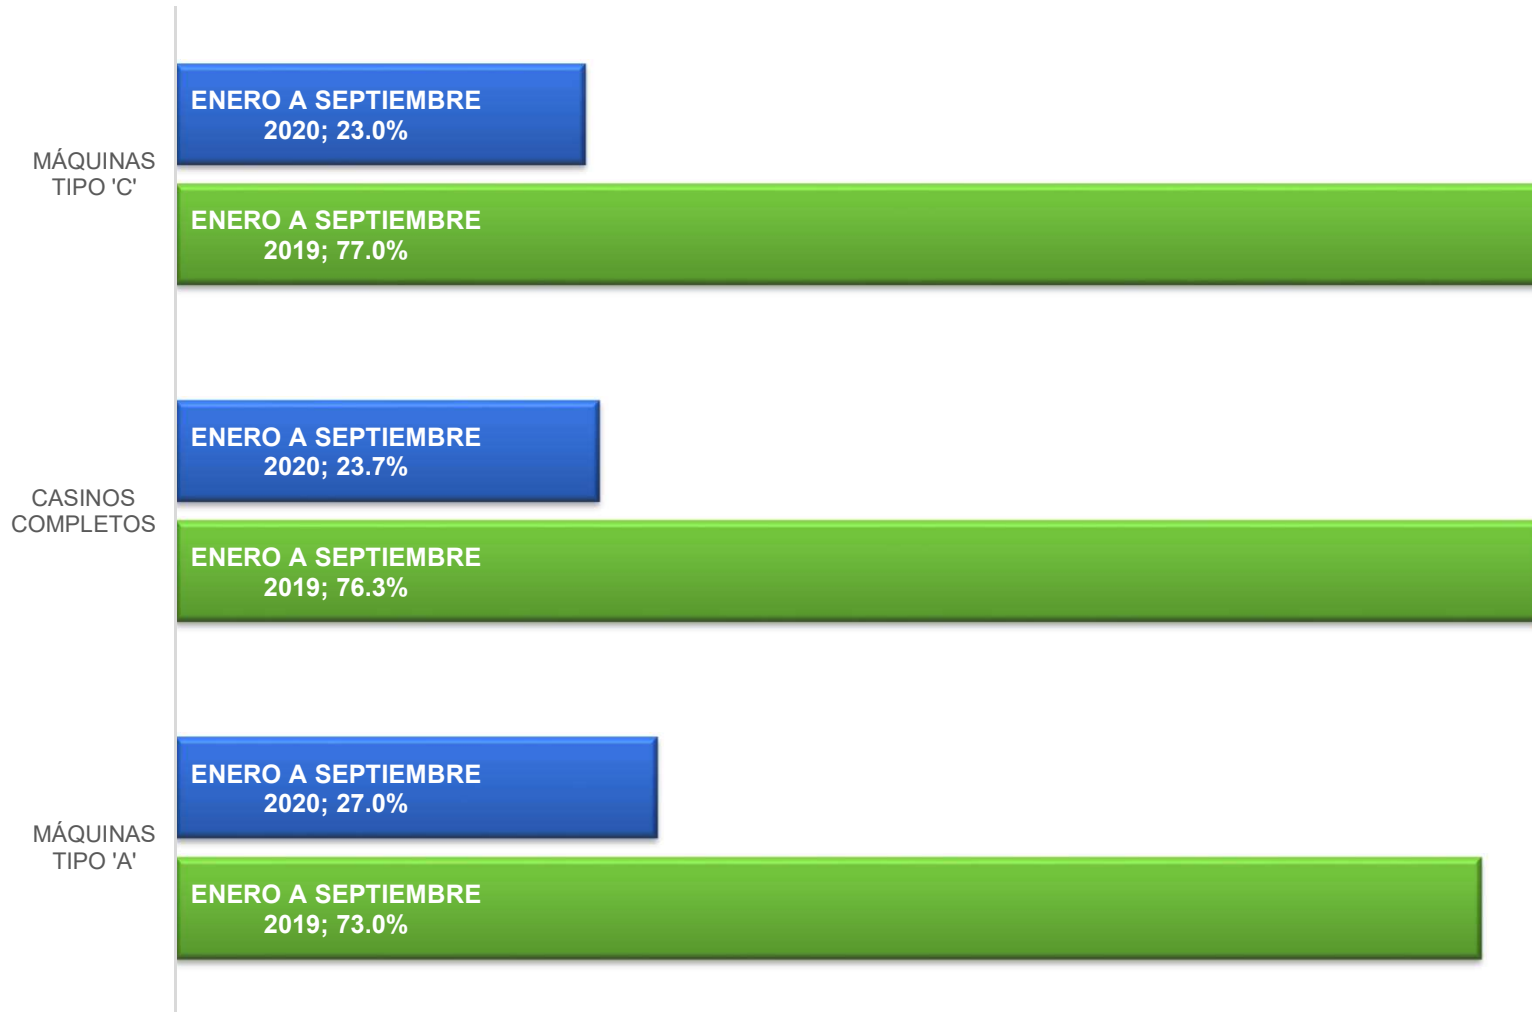 ENERO A SEPTIEMBRE
2020; 23.0%
MÁQUINAS
TIPO 'C'
ENERO A SEPTIEMBRE
2019; 77.0%
ENERO A SEPTIEMBRE
2020; 23.7%
CASINOS
COMPLETOS
ENERO A SEPTIEMBRE
2019; 76.3%
ENERO A SEPTIEMBRE
2020; 27.0%
MÁQUINAS
TIPO 'A'
ENERO A SEPTIEMBRE
2019; 73.0%